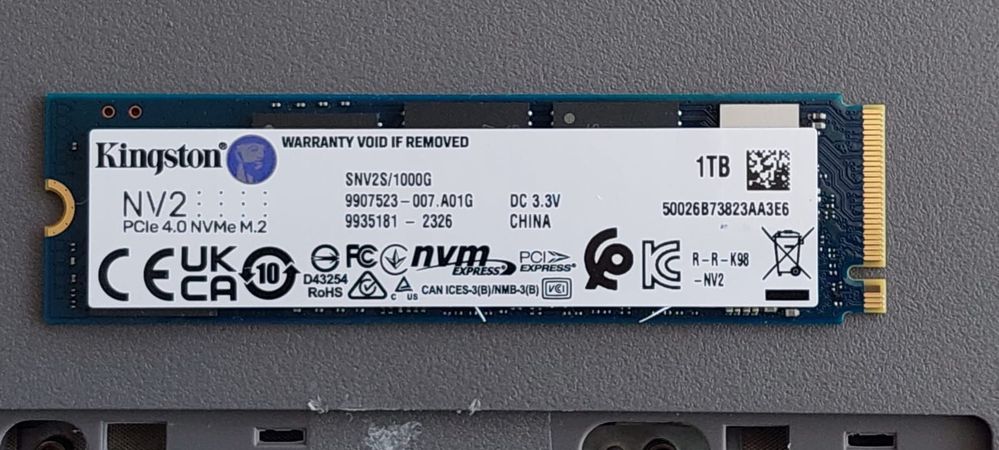 Kingston®
WARRANTY VOID IF REMOVED
NV2
PCIe 4.0 NVMe M.2
SNV2S/1000G
9907523-007.A01G
9935181 - 2326
DC 3.3V
CHINA
1TB
50026B73823AA3E6
CE
UK
CA
10
D43254
RoHS
FC
nvm
EXPRESS®
PCI
EXPRESS®
C US
CAN ICES-3(B)/NMB-3(B)
VCI
R-R-K98
-NV2